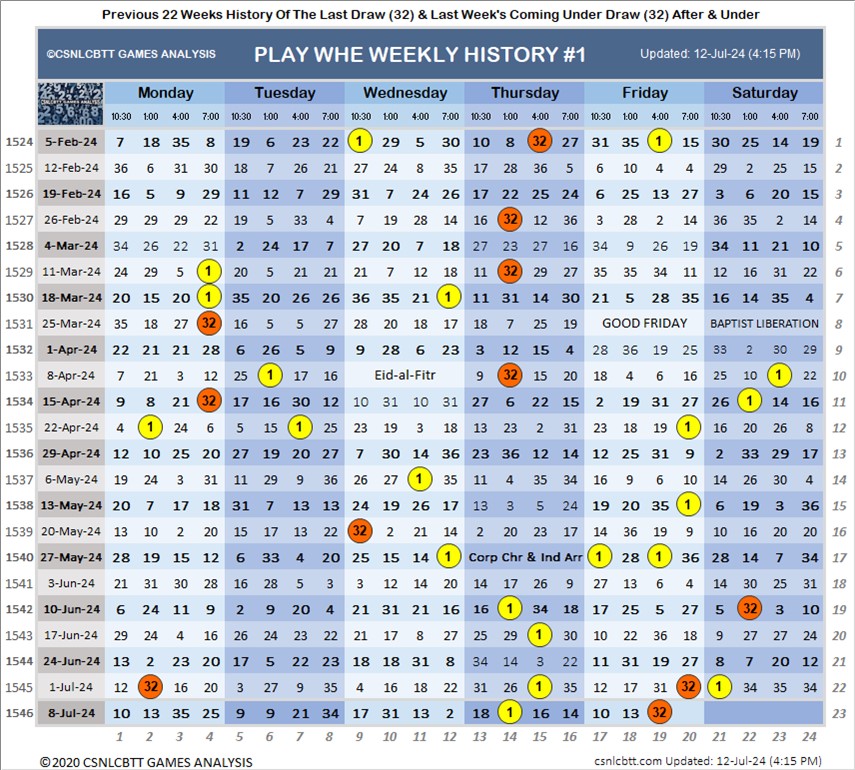 Previous 22 Weeks History Of The Last Draw (32) & Last Week's Coming Under Draw (32) After & Under
©CSNLCBTT GAMES ANALYSIS PLAY WHE WEEKLY HISTORY #1 Updated: 12-Jul-24 (4:15 PM)
Monday Tuesday Wednesday Thursday Friday Saturday
10:30 1:00 4:00 7:00 10:30 1:00 4:00 7:00 10:30 1:00 4:00 7:00 10:30 1:00 4:00 7:00 10:30 1:00 4:00 7:00 10:30 1:00 4:00 7:00
1524 5-Feb-24 7 18 35 8 19 6 23 22 1 29 5 30 10 8 32 27 31 35 1 15 30 25 14 19 1
1525 12-Feb-24 36 6 31 30 18 7 26 21 27 24 8 35 17 28 36 5 6 10 4 4 29 2 25 15 2
1526 19-Feb-24 16 5 9 29 11 12 7 29 31 7 24 26 17 22 25 24 6 25 13 27 3 6 20 15 3
1527 26-Feb-24 29 29 29 22 19 5 33 4 7 19 28 14 16 32 12 36 3 28 2 14 36 35 2 14 4
1528 4-Mar-24 34 26 22 31 2 24 17 7 27 20 7 18 27 23 27 16 34 9 26 19 34 11 21 10 5
1529 11-Mar-24 24 29 5 1 20 5 21 21 21 7 12 18 11 32 29 27 35 35 34 11 12 16 31 22 6
1530 18-Mar-24 20 15 20 1 35 20 26 26 36 35 21 1 11 31 14 30 21 5 28 35 16 14 35 4 7
1531 25-Mar-24 35 18 27 32 16 5 5 27 28 20 18 17 18 7 25 19 GOOD FRIDAY BAPTIST LIBERATION 8
1532 1-Apr-24 22 21 21 28 6 26 5 9 9 28 6 23 3 12 15 4 28 36 19 25 33 2 30 29 9
1533 8-Apr-24 7 21 3 12 25 1 17 16 Eid-al-Fitr 9 32 15 20 18 4 6 16 25 10 1 22 10
1534 15-Apr-24 9 8 21 32 17 16 30 12 10 31 10 31 27 6 22 15 2 19 31 27 26 1 14 16 11
1535 22-Apr-24 4 1 24 6 5 15 1 25 23 19 3 18 13 23 2 31 23 18 19 1 16 20 26 8 12
1536 29-Apr-24 12 10 25 20 27 19 20 27 7 30 14 36 23 36 12 14 12 25 31 9 2 33 29 17 13
1537 6-May-24 19 24 31 3 11 29 9 36 26 27 1 27 11 4 35 34 16 9 6 10 14 26 30 4 14
1538 13-May-24 20 7 17 18 31 7 13 13 24 19 26 17 13 3 5 24 19 20 35 1 6 19 3 36 15
1539 20-May-24 13 10 2 20 15 17 13 22 32 2 21 14 2 20 23 17 14 36 19 9 10 16 20 20 16
1540 27-May-24 28 19 15 12 6 33 4 20 25 15 14 1 Corp Chr & Ind Arr 1 28 1 36 28 14 7 34 17
1541 3-Jun-24 21 31 30 28 16 28 5 3 3 12 14 20 14 17 26 9 27 13 6 4 14 30 25 31 18
1542 10-Jun-24 6 24 11 9 2 9 20 4 21 31 21 16 16 1 34 18 17 25 5 27 22 32 3 10 19
1543 17-Jun-24 29 4 4 16 26 24 23 22 21 17 8 27 25 29 1 30 10 22 36 18 9 27 27 24 20
1544 24-Jun-24 13 2 23 20 17 5 22 23 18 18 31 8 34 14 3 22 11 31 19 27 8 7 20 12 21
1545 1-Jul-24 12 32 16 20 3 27 9 35 4 16 18 22 31 26 1 35 12 17 31 32 1 34 35 34 22
1546 8-Jul-24 10 13 35 25 9 9 21 34 17 31 13 2 18 1 16 14 10 13 32 23
1 2 3 4 5 6 7 8 9 10 11 12 13 14 15 16 17 18 19 20 21 22 23 24
©2020 CSNLCBTT GAMES ANALYSIS csnlcbtt.com Updated: 12-Jul-24 (4:15 PM)